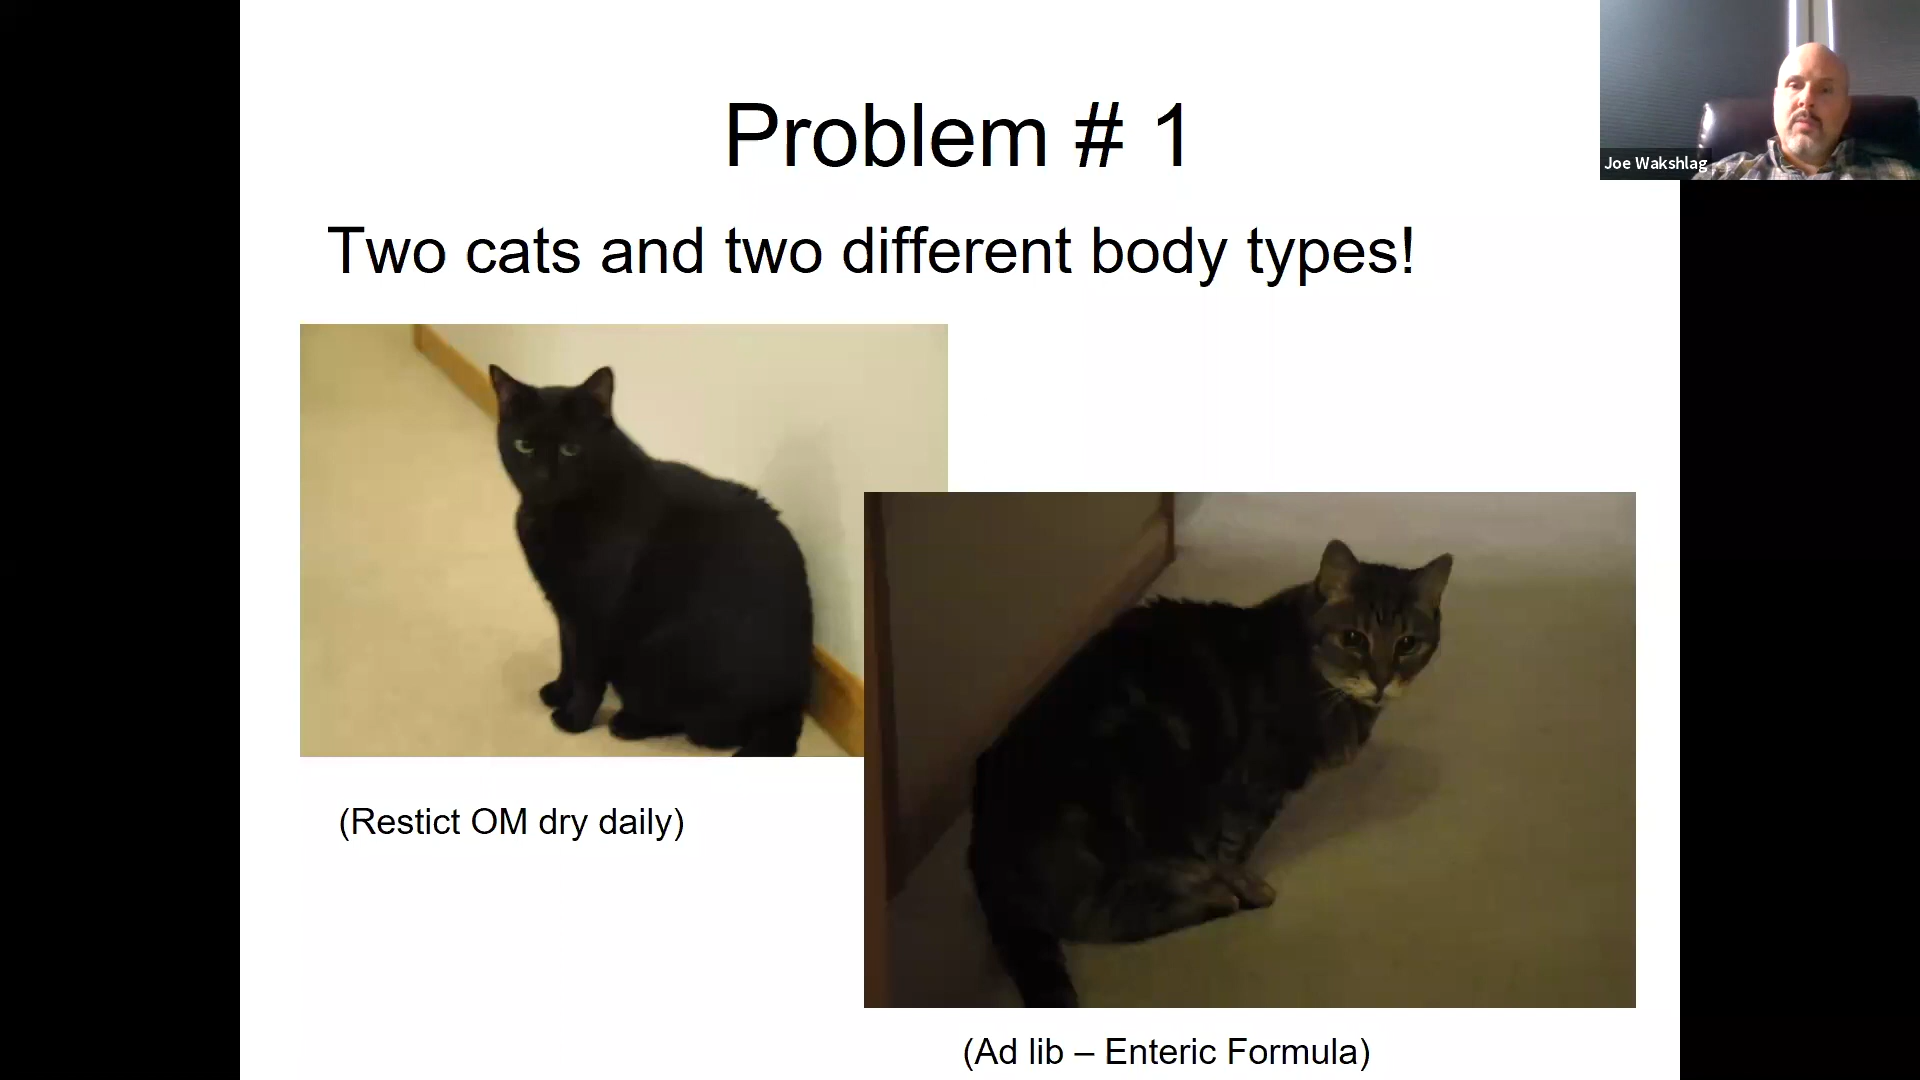 Problem # 1
Joe Wakshlag
Two cats and two different body types!
(Restict OM dry daily)
(Ad lib – Enteric Formula)